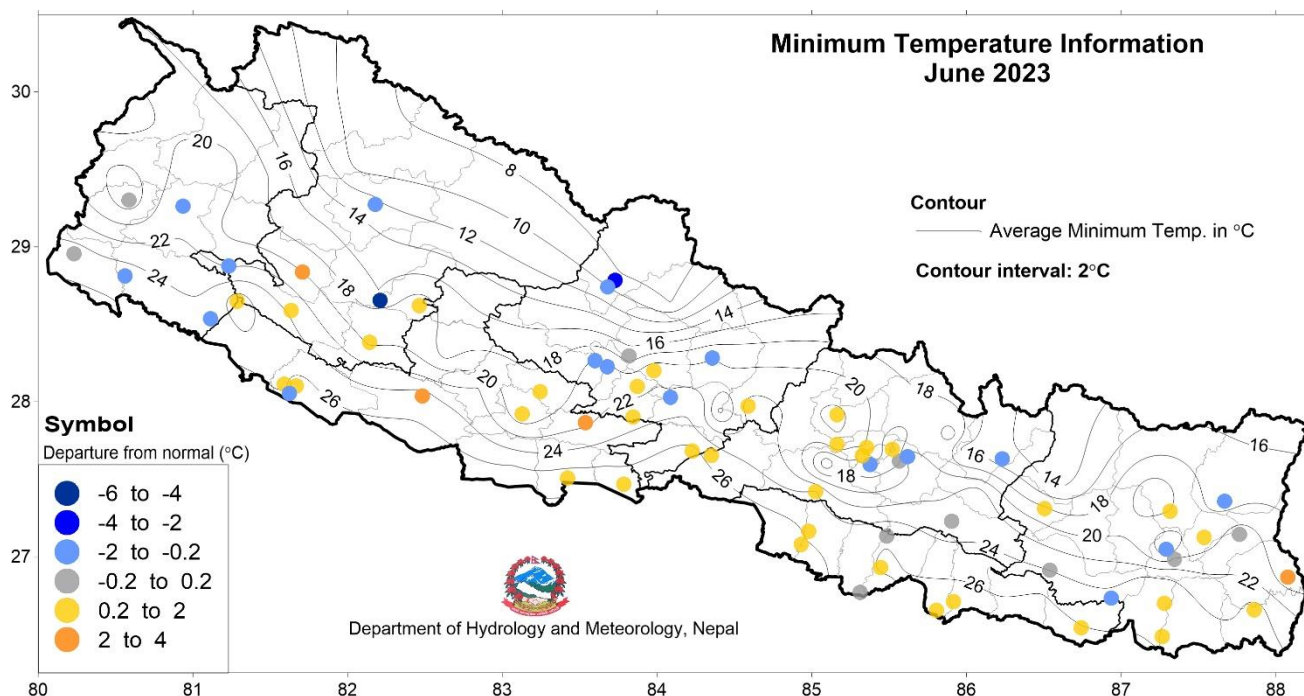 Minimum Temperature Information
June 2023
30
29
28
27
80
81
82
83
84
85
86
87
88
Contour
Average Minimum Temp. in °C
Contour interval: 2°C
20
16
8
14
12
10
22
24
18
14
16
18
20
18
20
22
26
24
26
18
16
16
14
18
20
24
22
26
Symbol
Departure from normal (°C)
-6 to -4
-4 to -2
-2 to -0.2
-0.2 to 0.2
0.2 to 2
2 to 4
Department of Hydrology and Meteorology, Nepal